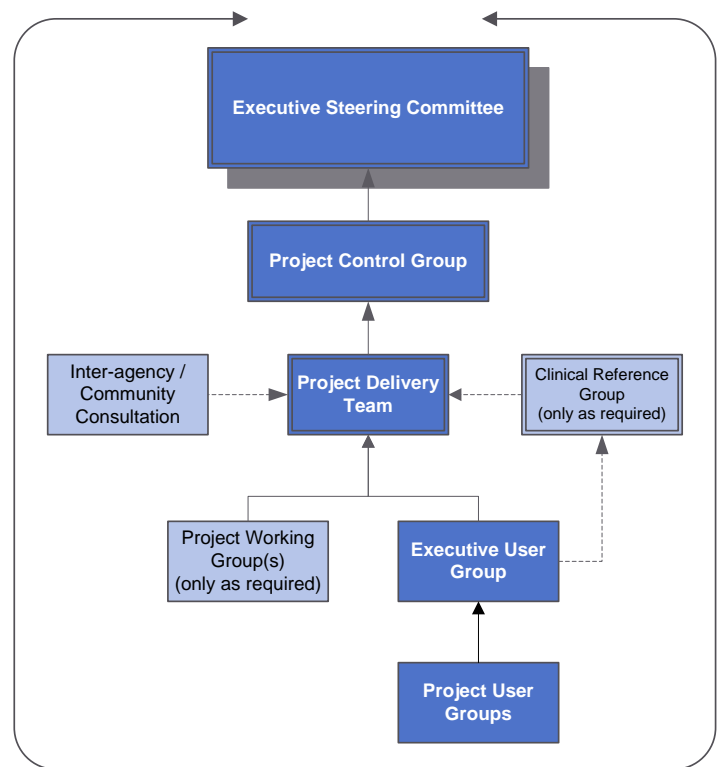 Executive Steering Committee
Project Control Group
Inter-agency /
Community
Consultation
Project Delivery
Team
Clinical Reference
Group
(only as required)
Project Working
Group(s)
(only as required)
Executive User
Group
Project User
Groups